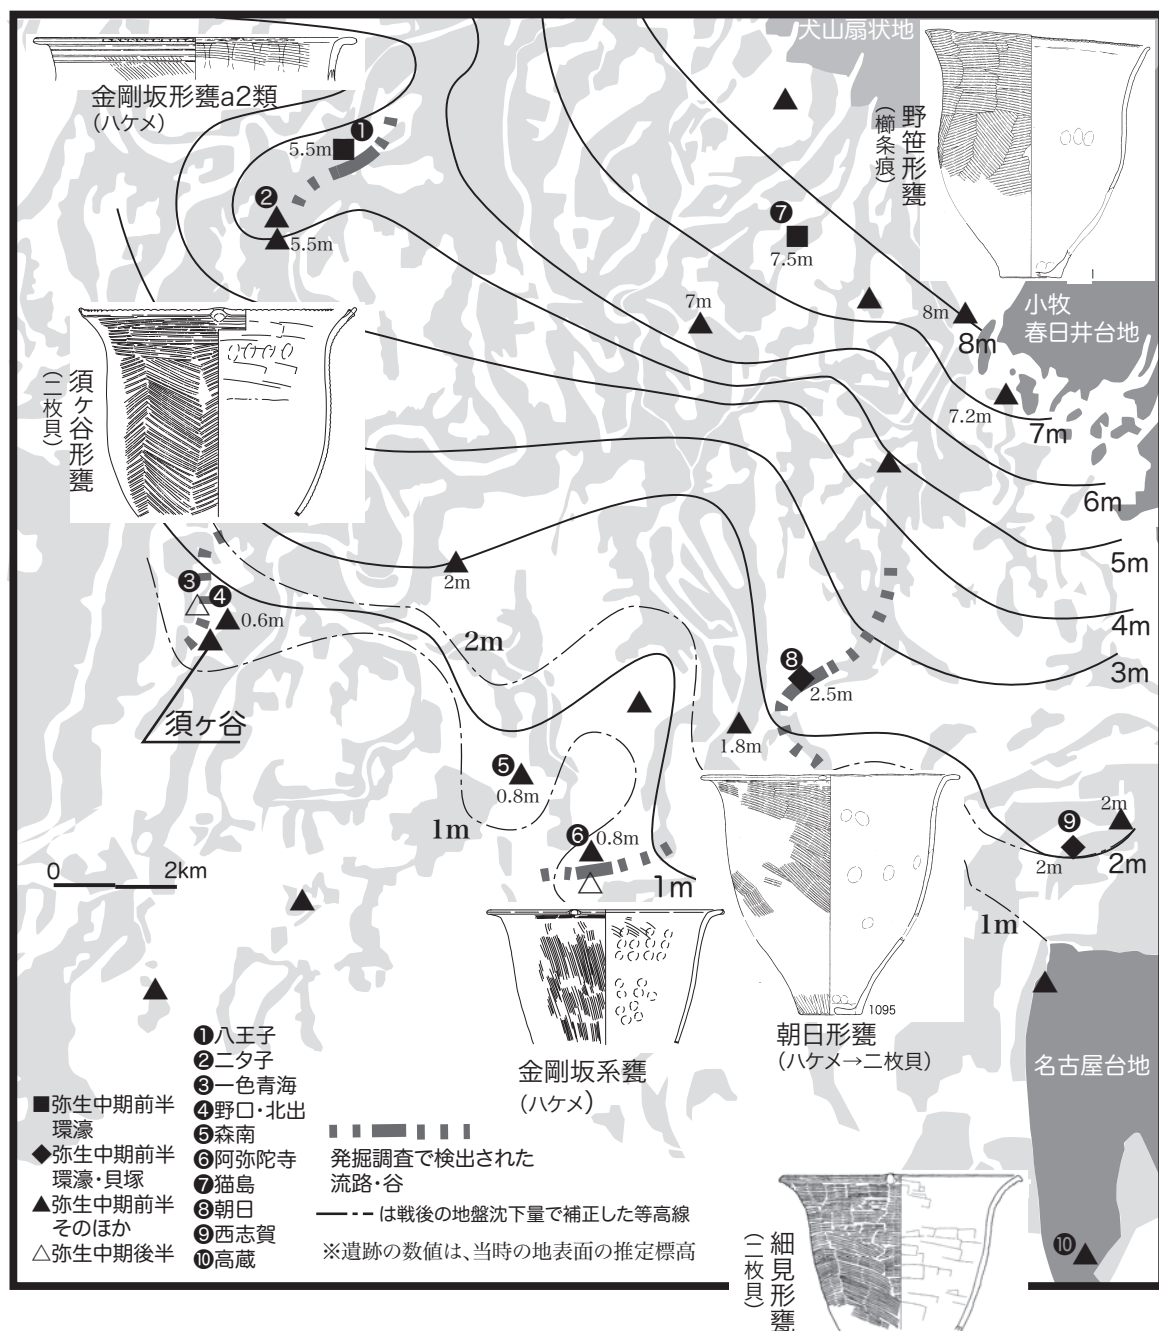 犬山扇状地
金剛坂形甕a2類
(ハケメ)
野笹形甕
(櫛条痕)
❶
5.5m
❷
5.5m
❼
7.5m
7m
8m
8m
小牧
春日井台地
7.2m
7m
須ヶ谷形甕
(二枚貝)
6m
5m
4m
3m
2m
❸
❹
0.6m
2m
須ヶ谷
❽
2.5m
1.8m
❺
0.8m
1m
❻
0.8m
1m
❾
2m
2m
2m
1m
0 2km
1095
朝日形甕
(ハケメ→二枚貝)
金剛坂系甕
(ハケメ)
名古屋台地
❿
細見形甕
(二枚貝)
❶八王子
❷二タ子
❸一色青海
❹野口・北出
❺森南
❻阿弥陀寺
❼猫島
❽朝日
❾西志賀
❿高蔵
■弥生中期前半
環濠
◆弥生中期前半
環濠・貝塚
▲弥生中期前半
そのほか
△弥生中期後半
発掘調査で検出された
流路・谷
は戦後の地盤沈下量で補正した等高線
※遺跡の数値は、当時の地表面の推定標高